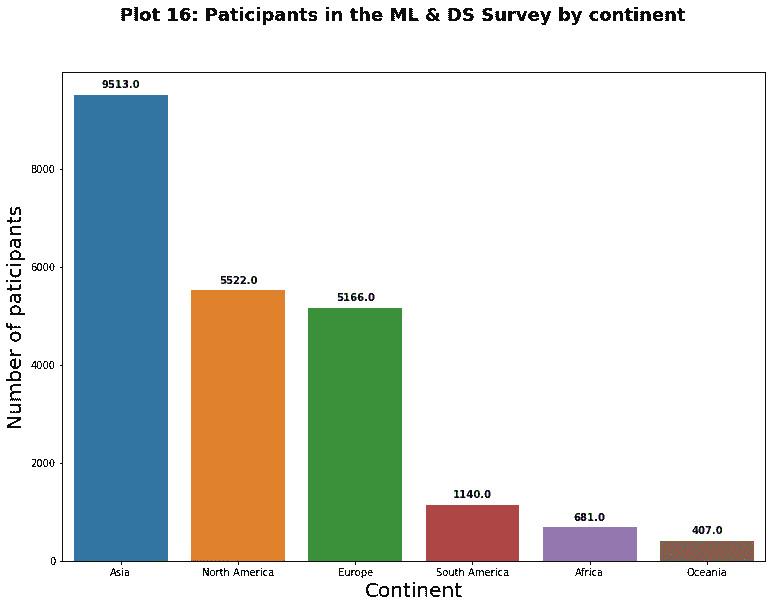 Plot 16: Paticipants in the ML & DS Survey by continent
9513.0
5522.0
5166.0
1140.0
681.0
407.0
8000
6000
4000
2000
0
Number of paticipants
Asia
North America
Europe
South America
Africa
Oceania
Continent